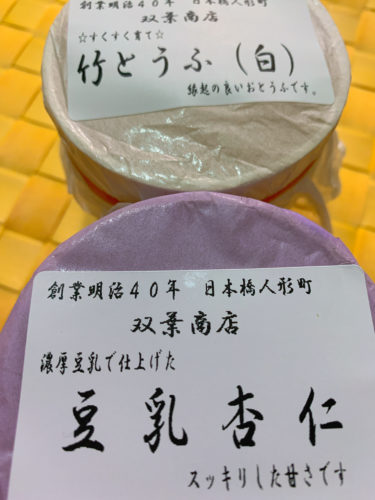 創業明治40年 日本橋人形町
双葉商店
☆すくすく育て☆
竹とうふ(白)
縁起の良いおとうふです。
創業明治40年 日本橋人形町
双葉商店
濃厚豆乳で仕上げた
豆乳杏仁
スッキリした甘さです